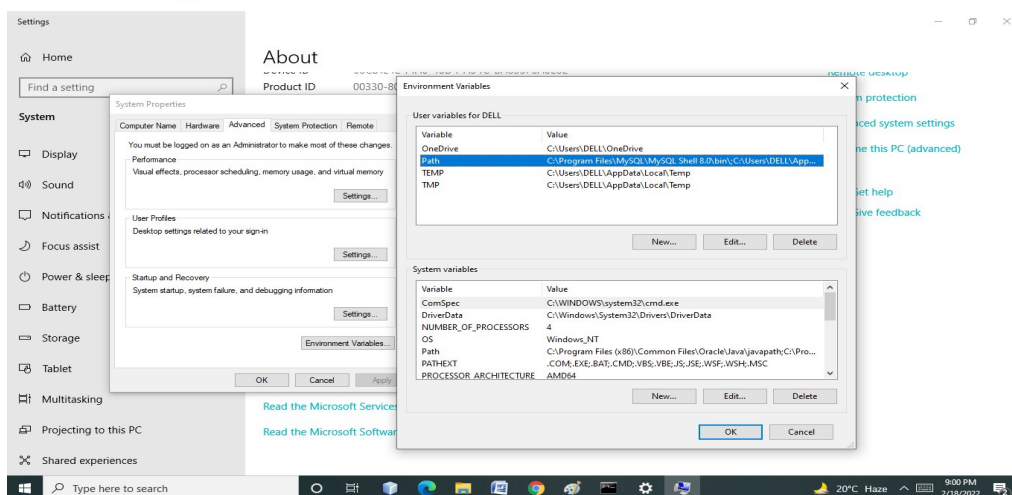 Settings
Home
Find a setting
System
Display
Sound
Notifications
Focus assist
Power & sleep
Battery
Storage
Tablet
Multitasking
Projecting to this PC
Shared experiences
About
Product ID 00330-80
Read the Microsoft Services
Read the Microsoft Softwar
System Properties
Computer Name Hardware Advanced System Protection Remote
You must be logged on as an Administrator to make most of these changes.
Performance
Visual effects, processor scheduling, memory usage, and virtual memory
Settings...
User Profiles
Desktop settings related to your sign-in
Settings...
Startup and Recovery
System startup, system failure, and debugging information
Settings...
Environment Variables...
OK Cancel Apply
Environment Variables
User variables for DELL
Variable Value
OneDrive C:\Users\DELL\OneDrive
Path C:\Program Files\MySQL\MySQL Shell 8.0\bin\;C:\Users\DELL\App...
TEMP C:\Users\DELL\AppData\Local\Temp
TMP C:\Users\DELL\AppData\Local\Temp
New... Edit... Delete
System variables
Variable Value
ComSpec C:\WINDOWS\system32\cmd.exe
DriverData C:\Windows\System32\Drivers\DriverData
NUMBER_OF_PROCESSORS 4
OS Windows_NT
Path C:\Program Files (x86)\Common Files\Oracle\Java\javapath;C:\Pro...
PATHEXT .COM;.EXE;.BAT;.CMD;.VBS;.VBE;.JS;.JSE;.WSF;.WSH;.MSC
PROCESSOR_ARCHITECTURE AMD64
New... Edit... Delete
OK Cancel
Remote desktop
m protection
ced system settings
me this PC (advanced)
Get help
Give feedback
Type here to search
20°C Haze
9:00 PM
2/18/2022